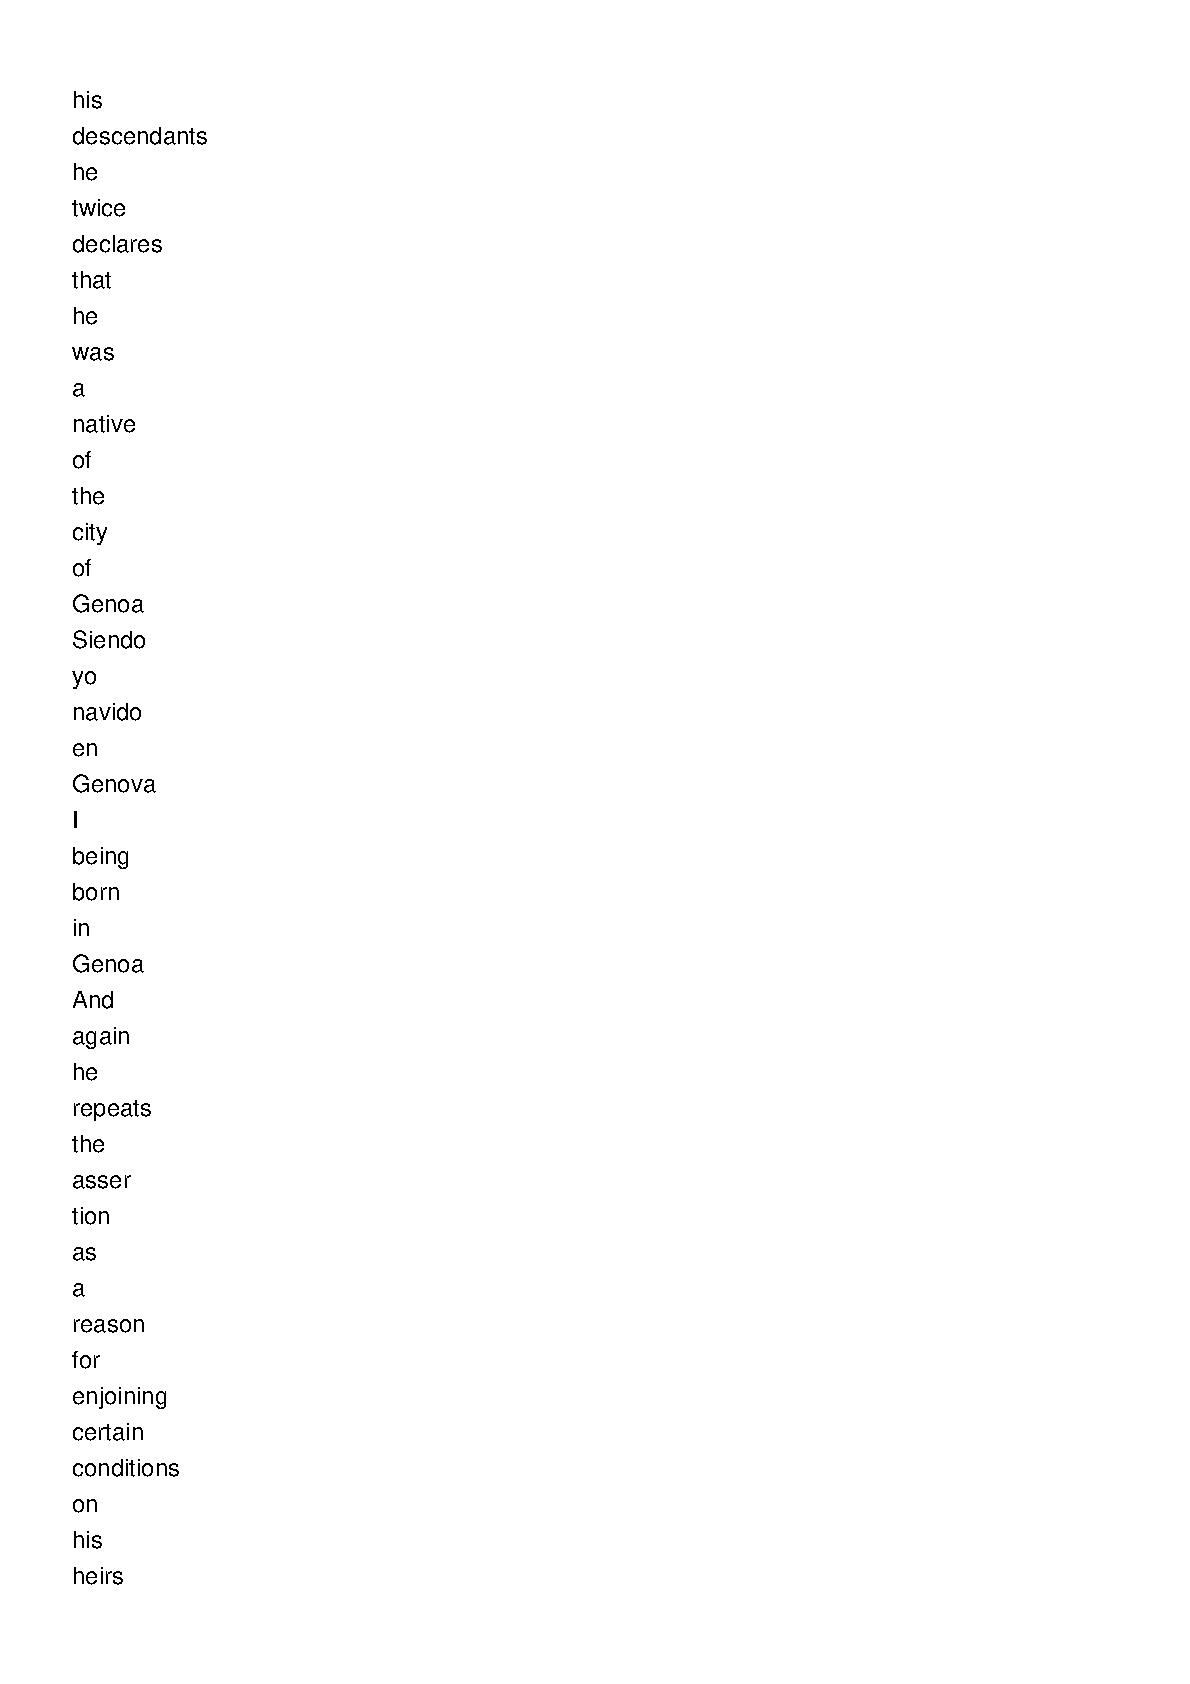 his
descendants
he
twice
declares
that
he
was
a
native
of
the
city
of
Genoa
Siendo
yo
navido
en
Genova
I
being
born
in
Genoa
And
again
he
repeats
the
asser
tion
as
a
reason
for
enjoining
certain
conditions
on
his
heirs